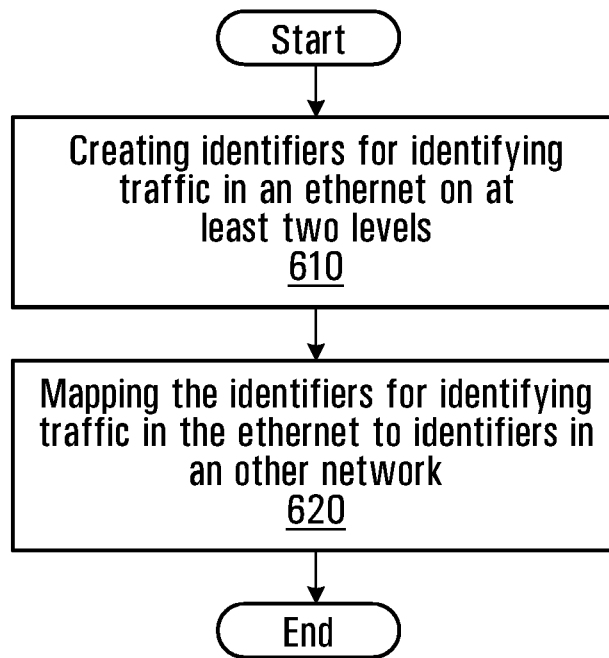 Start
Creating identifiers for identifying
traffic in an ethernet on at
least two levels
610
Mapping the identifiers for identifying
traffic in the ethernet to identifiers in
an other network
620
End